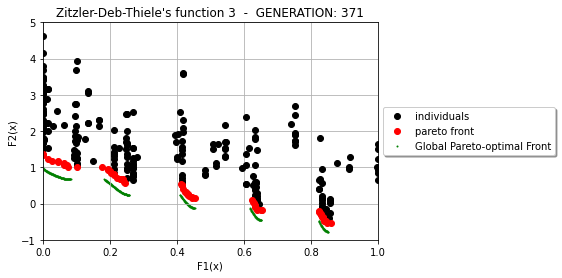 Zitzler-Deb-Thiele's function 3 - GENERATION: 371
5
4
3
2
1
0
−1
F2(x)
0.0 0.2 0.4 0.6 0.8 1.0
F1(x)
individuals
pareto front
Global Pareto-optimal Front